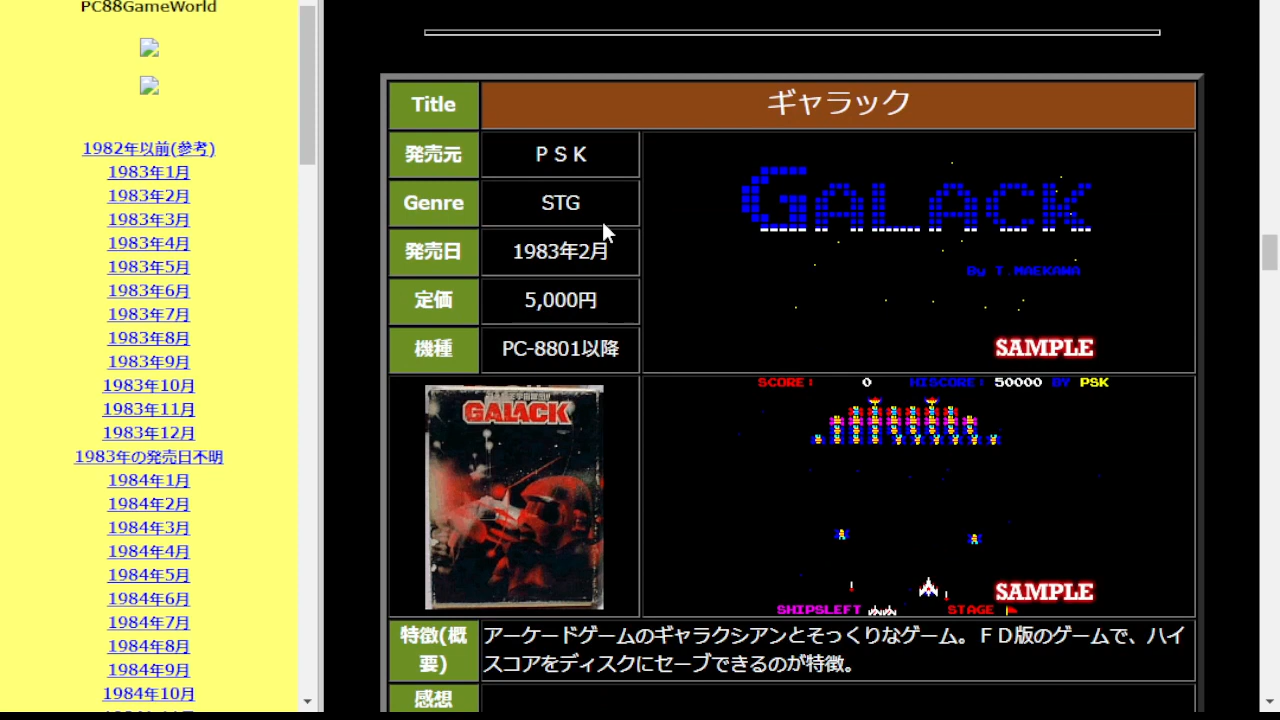 PC88GameWorld
1982年以前(参考)
1983年1月
1983年2月
1983年3月
1983年4月
1983年5月
1983年6月
1983年7月
1983年8月
1983年9月
1983年10月
1983年11月
1983年12月
1983年の発売日不明
1984年1月
1984年2月
1984年3月
1984年4月
1984年5月
1984年6月
1984年7月
1984年8月
1984年9月
1984年10月
Title ギャラック
発売元 ＰＳＫ
Genre STG
発売日 1983年2月
定価 5,000円
機種 PC-8801以降
GALACK
By T.MAEKAWA
SAMPLE
GALACK
SCORE: 0 HISCORE: 50000 BY PSK
SAMPLE
SHIPSLEFT STAGE
特徴(概
要)
アーケードゲームのギャラクシアンとそっくりなゲーム。ＦＤ版のゲームで、ハイ
スコアをディスクにセーブできるのが特徴。
感想